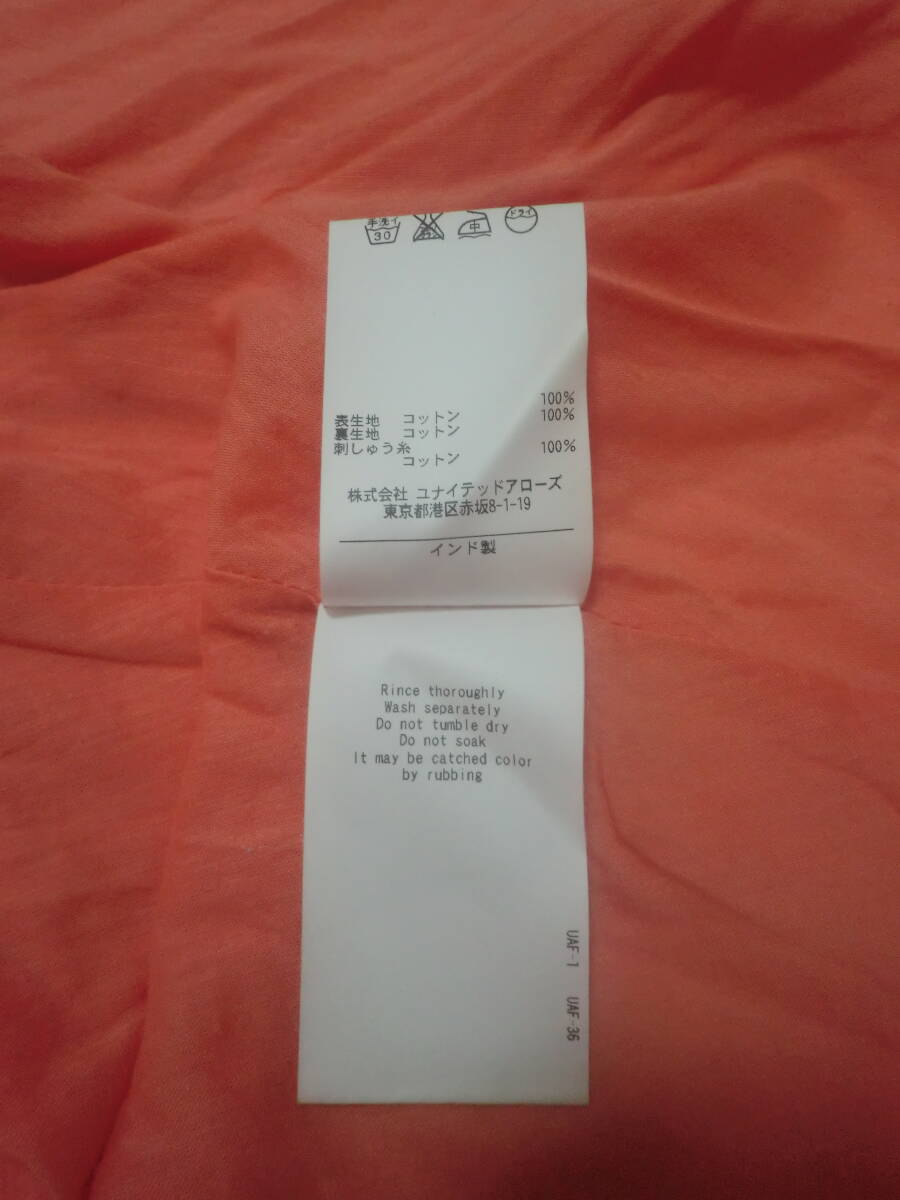 手洗イ
30
中
ドライ
100%
表生地 コットン 100%
裏生地 コットン
刺しゅう糸 100%
コットン
株式会社 ユナイテッドアローズ
東京都港区赤坂8-1-19
インド製
Rince thoroughly
Wash separately
Do not tumble dry
Do not soak
It may be catched color
by rubbing
UAF-1 UAF-36